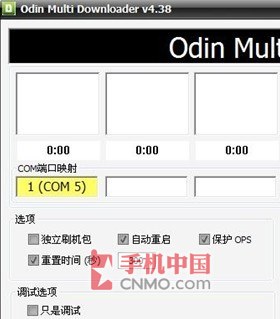 Odin Multi Downloader v4.38
Odin Mult
0:00 0:00 0:00
COM端口映射
1 (COM 5)
选项
独立刷机包 自动重启 保护 OPS
重置时间 (秒)
手机中国
CNMO.com
调试选项
只是调试